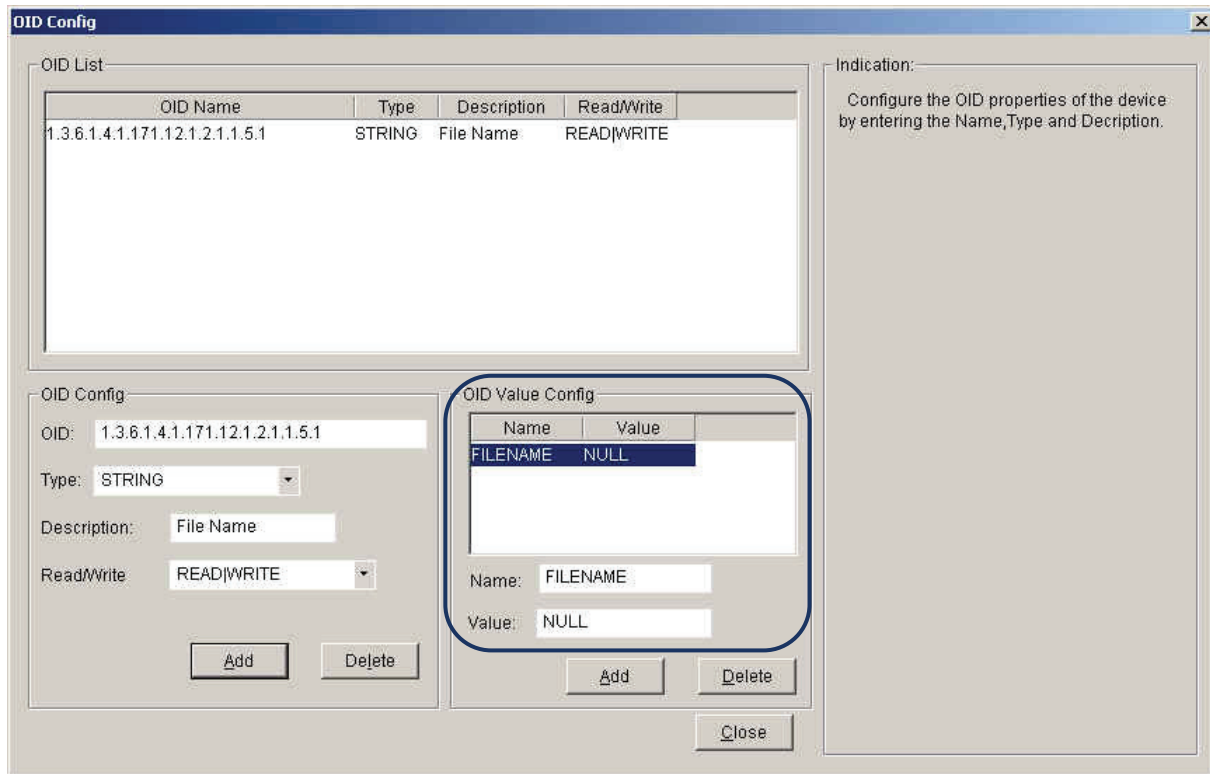 OID Config
OID List
OID Name Type Description Read/Write
1.3.6.1.4.1.171.12.1.2.1.1.5.1 STRING File Name READ|WRITE
Indication:
Configure the OID properties of the device
by entering the Name,Type and Decription.
OID Config
OID: 1.3.6.1.4.1.171.12.1.2.1.1.5.1
Type: STRING
Description: File Name
Read/Write READ|WRITE
Add Delete
OID Value Config
Name Value
FILENAME NULL
Name: FILENAME
Value: NULL
Add Delete
Close